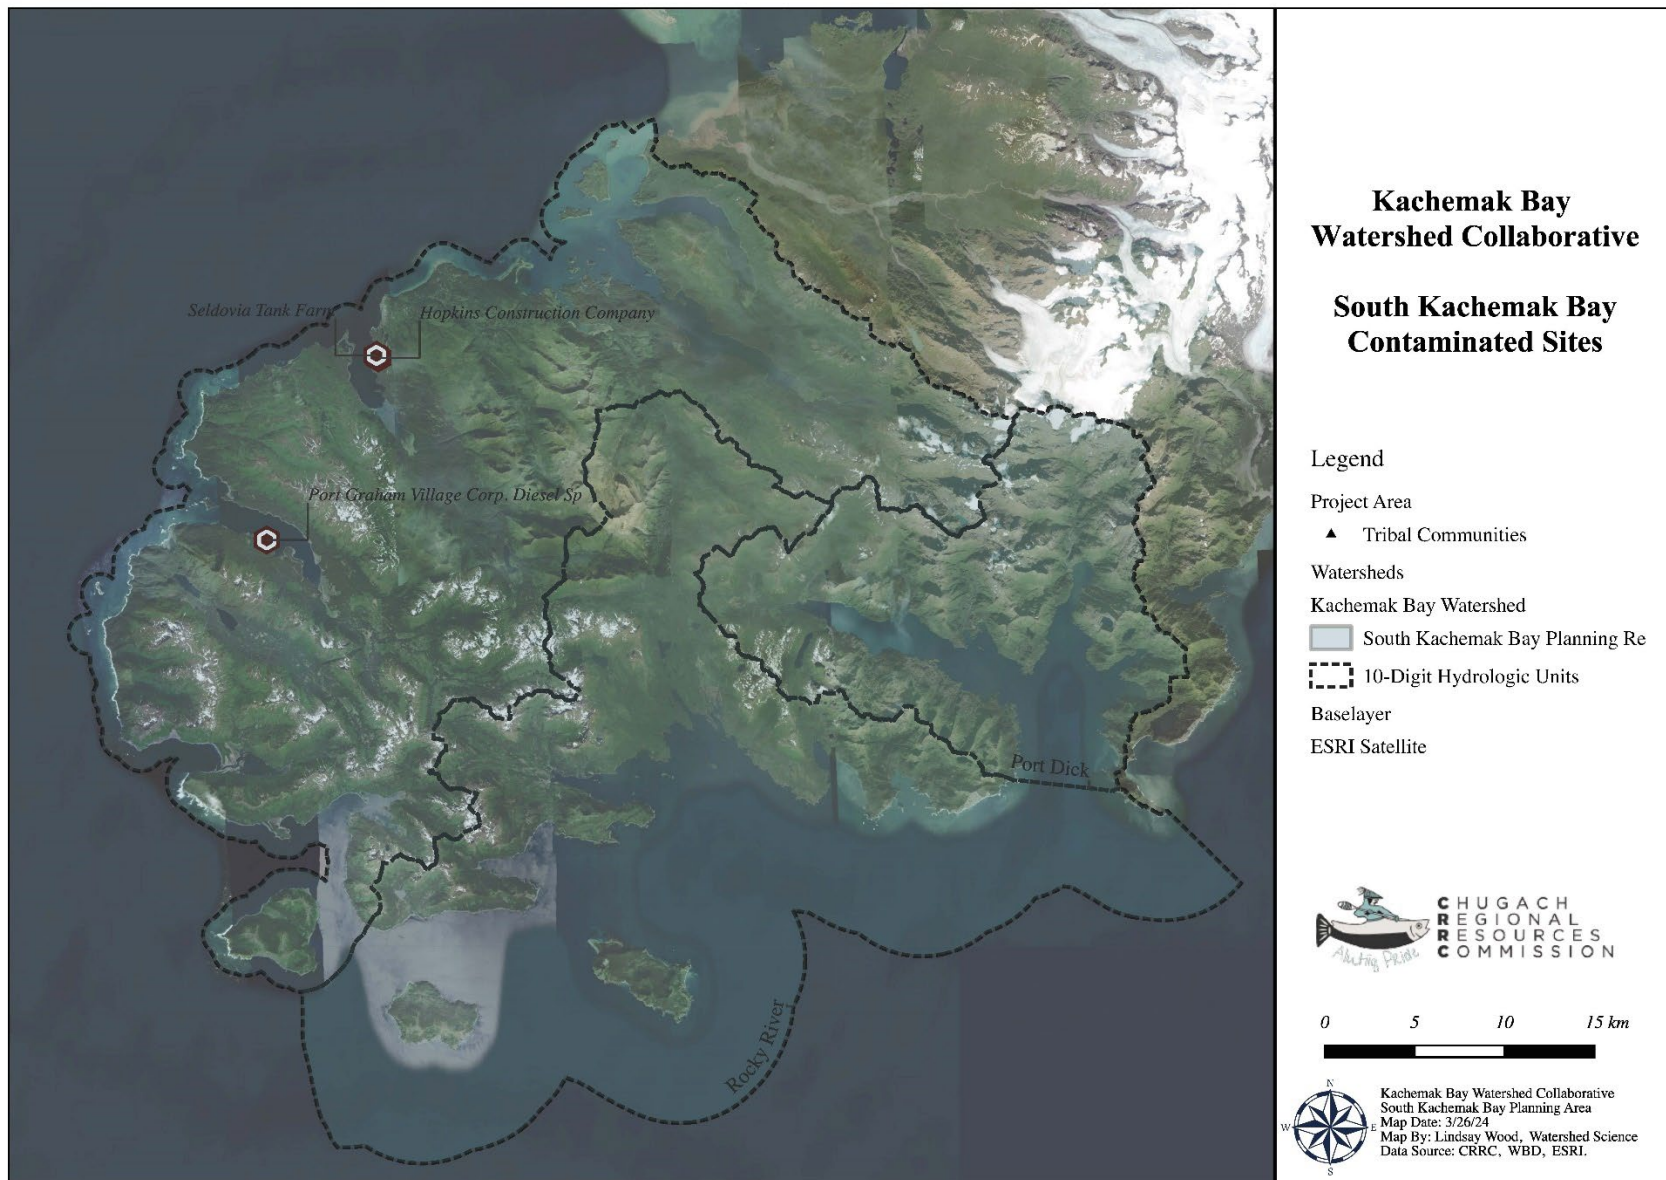 Seldovia Tank Farm
Hopkins Construction Company
Port Graham Village Corp. Diesel Sp
Port Dick
Rocky River
Kachemak Bay
Watershed Collaborative
South Kachemak Bay
Contaminated Sites
Legend
Project Area
Tribal Communities
Watersheds
Kachemak Bay Watershed
South Kachemak Bay Planning Re
10-Digit Hydrologic Units
Baselayer
ESRI Satellite
Alutiiq Pride
CHUGACH
REGIONAL
RESOURCES
COMMISSION
0 5 10 15 km
N
W E
S
Kachemak Bay Watershed Collaborative
South Kachemak Bay Planning Area
Map Date: 3/26/24
Map By: Lindsay Wood, Watershed Science
Data Source: CRRC, WBD, ESRI.